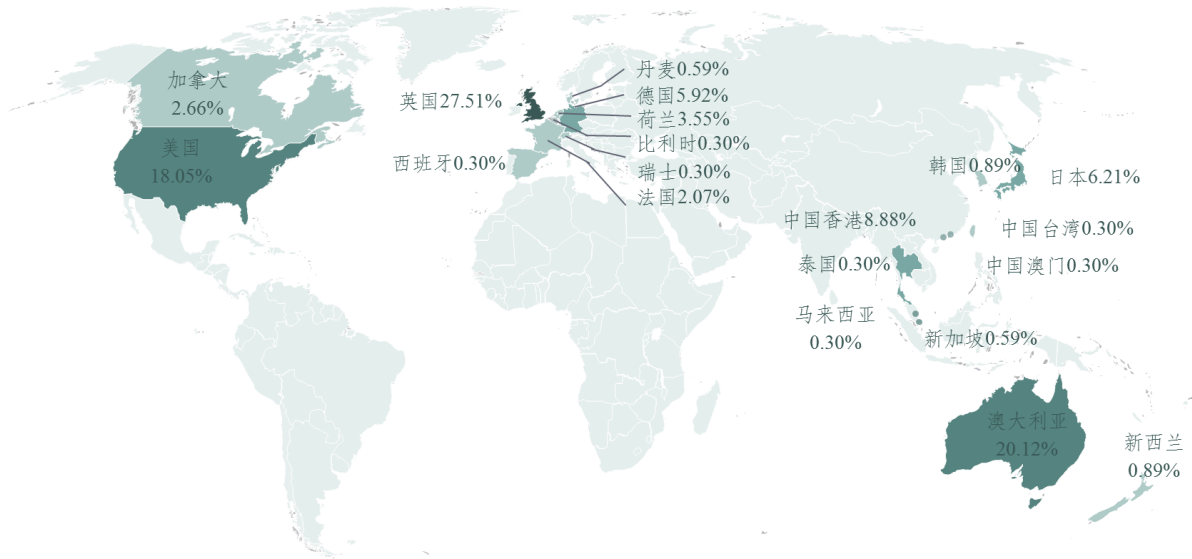 加拿大
2.66%
美国
18.05%
英国27.51%
西班牙0.30%
丹麦0.59%
德国5.92%
荷兰3.55%
比利时0.30%
瑞士0.30%
法国2.07%
韩国0.89%
日本6.21%
中国香港8.88%
中国台湾0.30%
泰国0.30%
中国澳门0.30%
马来西亚
0.30%
新加坡0.59%
澳大利亚
20.12%
新西兰
0.89%